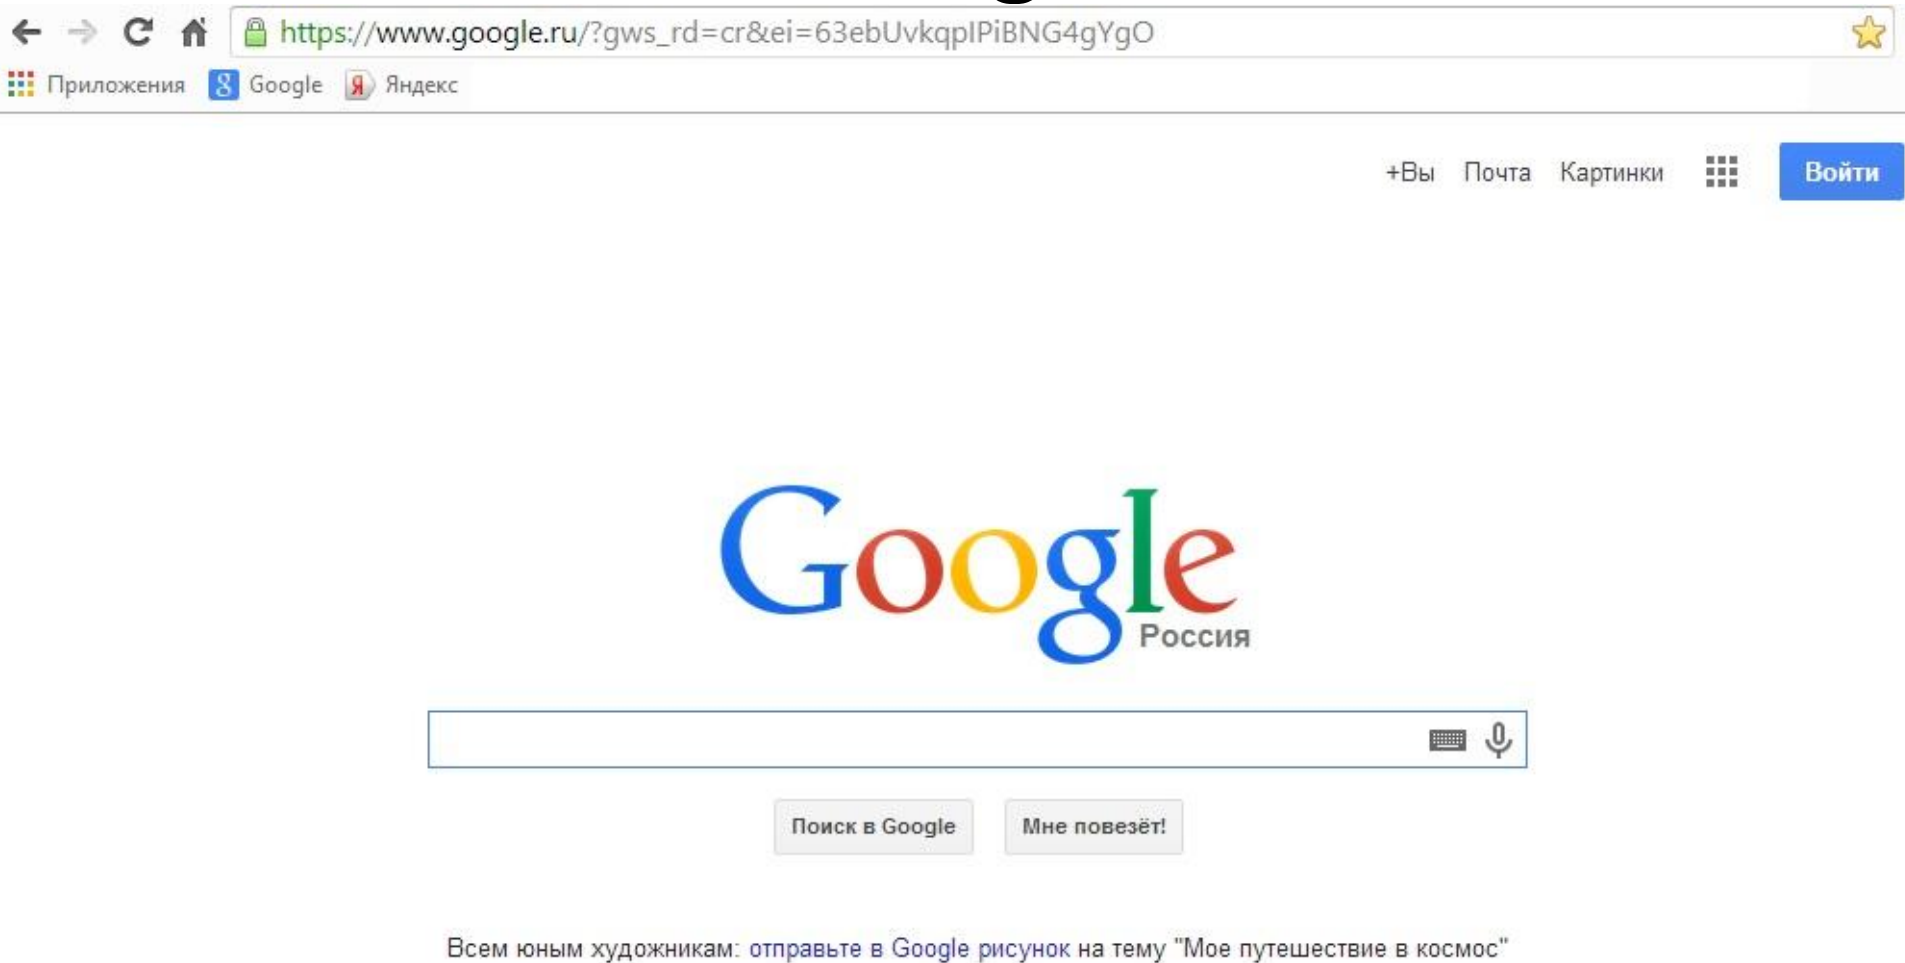 https://www.google.ru/?gws_rd=cr&ei=63ebUvkqpIPiBNG4gYgO
Приложения Google Яндекс
+Вы Почта Картинки Войти
Google
Россия
Поиск в Google Мне повезёт!
Всем юным художникам: отправьте в Google рисунок на тему "Мое путешествие в космос"